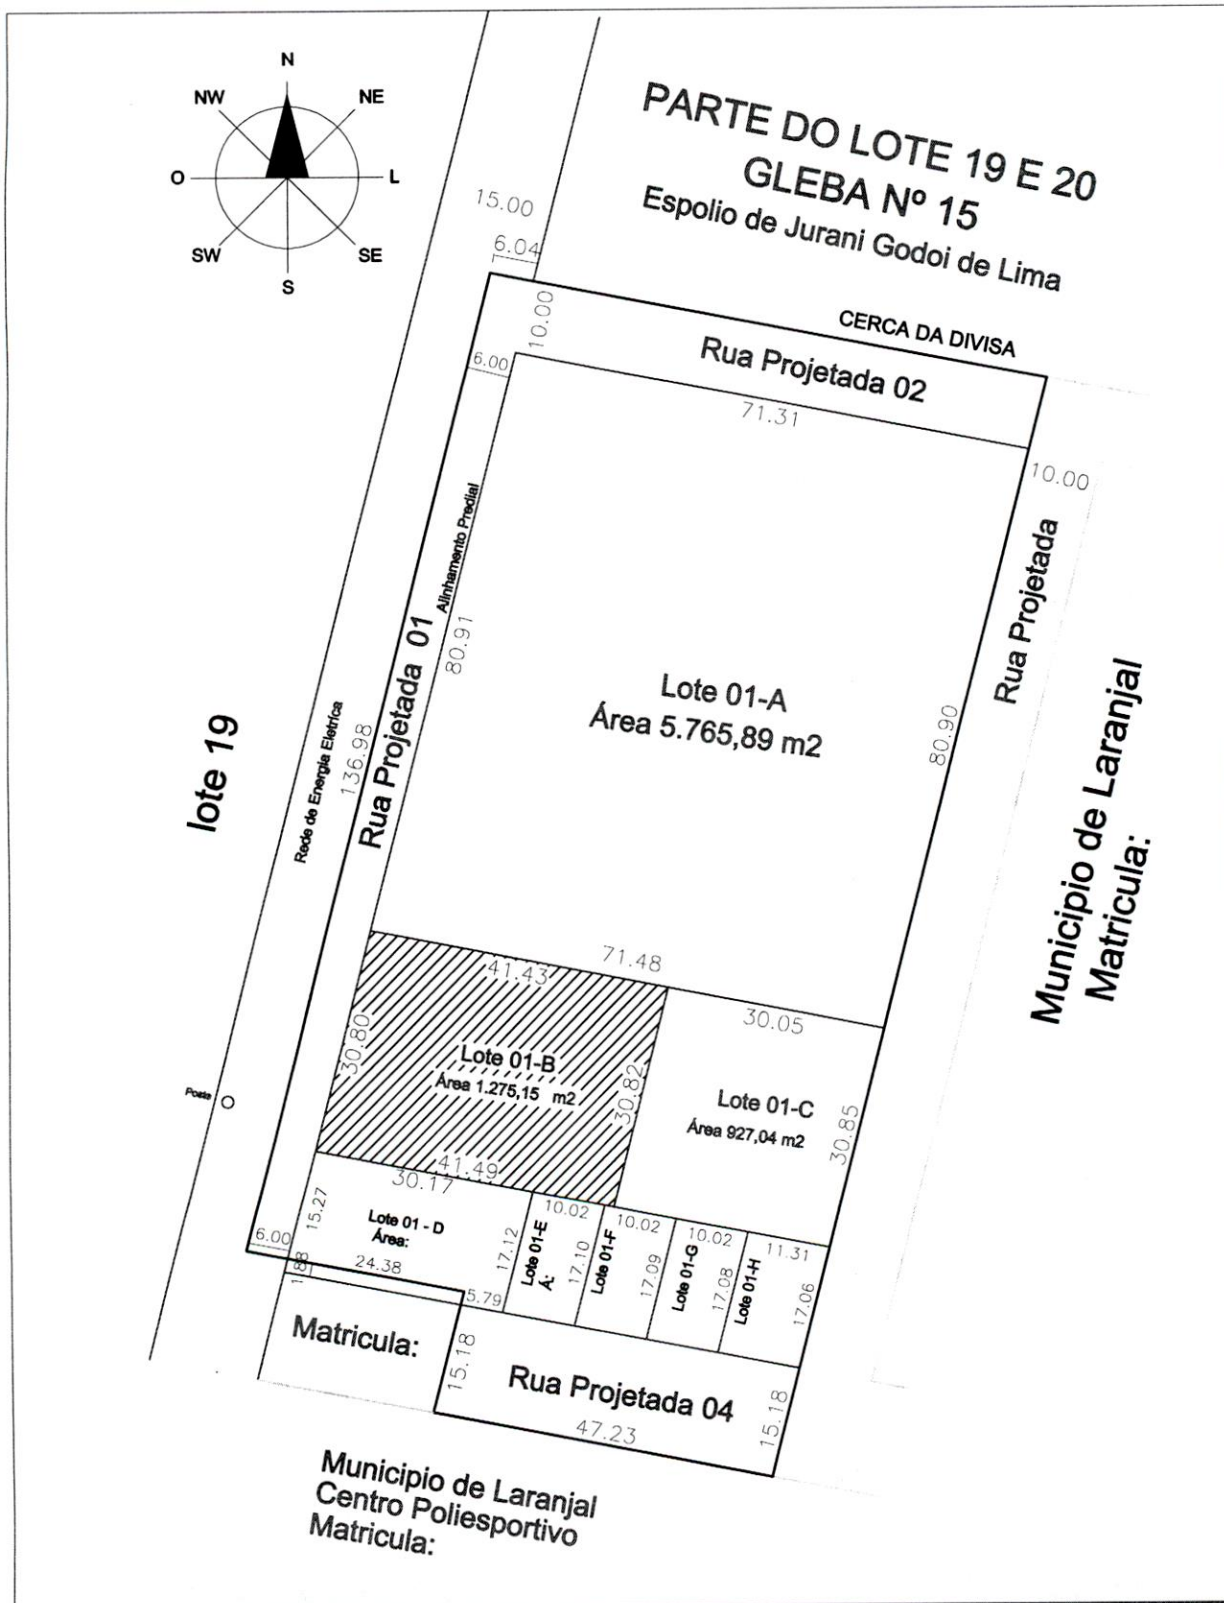 N
NW
NE
O
L
SW
SE
S
PARTE DO LOTE 19 E 20
GLEBA Nº 15
Espolio de Jurani Godoi de Lima
15.00
6.04
10.00
CERCA DA DIVISA
Rua Projetada 02
6.00
71.31
10.00
Alinhamento Predial
Rua Projetada
Rua Projetada 01
80.91
Lote 01-A
Área 5.765,89 m2
80.90
lote 19
Rede de Energia Eletrica
136.98
Municipio de Laranjal
Matricula:
71.48
41.43
30.05
30.80
Lote 01-B
Área 1.275,15 m2
30.82
Lote 01-C
Área 927,04 m2
30.85
Poste
41.49
30.17
15.27
Lote 01 - D
Área:
17.12
10.02
Lote 01-E
Á:
17.10
10.02
Lote 01-F
17.09
10.02
Lote 01-G
17.08
11.31
Lote 01-H
17.06
6.00
1.88
24.38
5.79
Matricula:
15.18
Rua Projetada 04
15.18
47.23
Municipio de Laranjal
Centro Poliesportivo
Matricula: